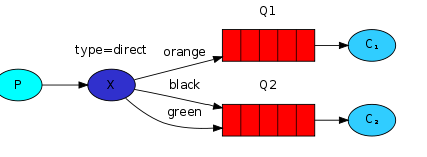 Q1
type=direct
orange
C₁
P
X
black
Q2
green
C₂